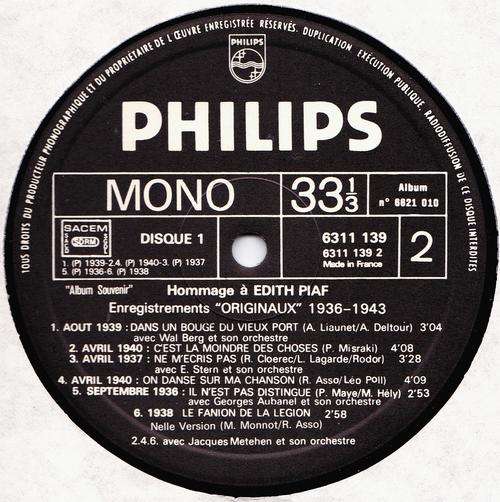 TOUS DROITS DU PRODUCTEUR PHONOGRAPHIQUE ET DU PROPRIÉTAIRE DE L'ŒUVRE ENREGISTRÉE RÉSERVÉS. DUPLICATION, EXÉCUTION PUBLIQUE, RADIODIFFUSION DE CE DISQUE INTERDITES
PHILIPS
PHILIPS
MONO
33 1/3
Album
n° 6621 010
SACEM
SACD
SDRM
SGDL
DISQUE 1
1. (P) 1939-2.4. (P) 1940-3. (P) 1937
5. (P) 1936-6. (P) 1938
6311 139
6311 139 2
Made in France
2
"Album Souvenir" Hommage à EDITH PIAF
Enregistrements "ORIGINAUX" 1936-1943
1. AOUT 1939 : DANS UN BOUGE DU VIEUX PORT (A. Liaunet/A. Deltour) 3'04
avec Wal Berg et son orchestre
2. AVRIL 1940 : C'EST LA MOINDRE DES CHOSES (P. Misraki) 4'08
3. AVRIL 1937 : NE M'ECRIS PAS (R. Cloerec/L. Lagarde/Rodor) 3'28
avec E. Stern et son orchestre
4. AVRIL 1940 : ON DANSE SUR MA CHANSON (R. Asso/Léo Poll) 4'09
5. SEPTEMBRE 1936 : IL N'EST PAS DISTINGUE (P. Maye/M. Hély) 2'53
avec Georges Aubanel et son orchestre
6. 1938 LE FANION DE LA LEGION 2'58
Nelle Version (M. Monnot/R. Asso)
2.4.6. avec Jacques Metehen et son orchestre